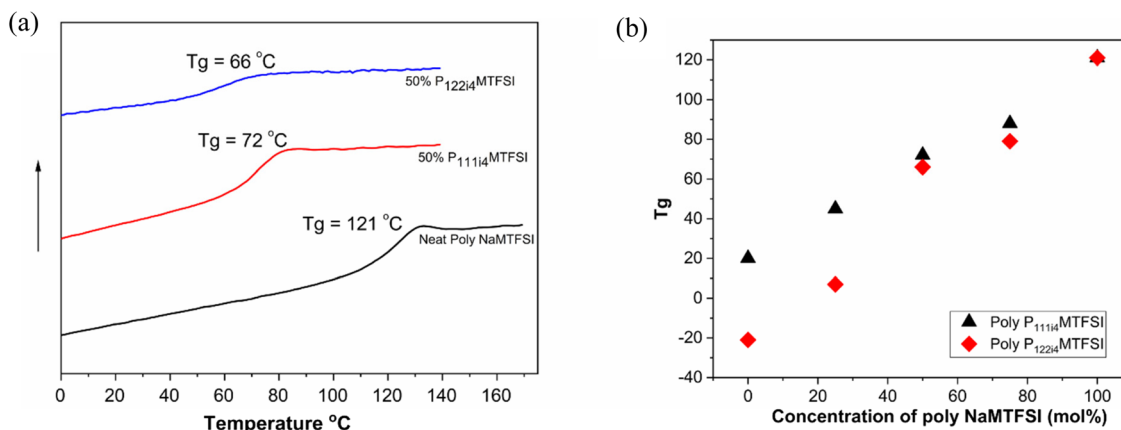 (a)
Tg = 66 °C
50% P122i4MTFSI
Tg = 72 °C
50% P111i4MTFSI
Tg = 121 °C
Neat Poly NaMTFSI
0 20 40 60 80 100 120 140 160
Temperature °C
(b)
120
100
80
60
40
20
0
-20
-40
Tg
Poly P111i4MTFSI
Poly P122i4MTFSI
0 20 40 60 80 100
Concentration of poly NaMTFSI (mol%)